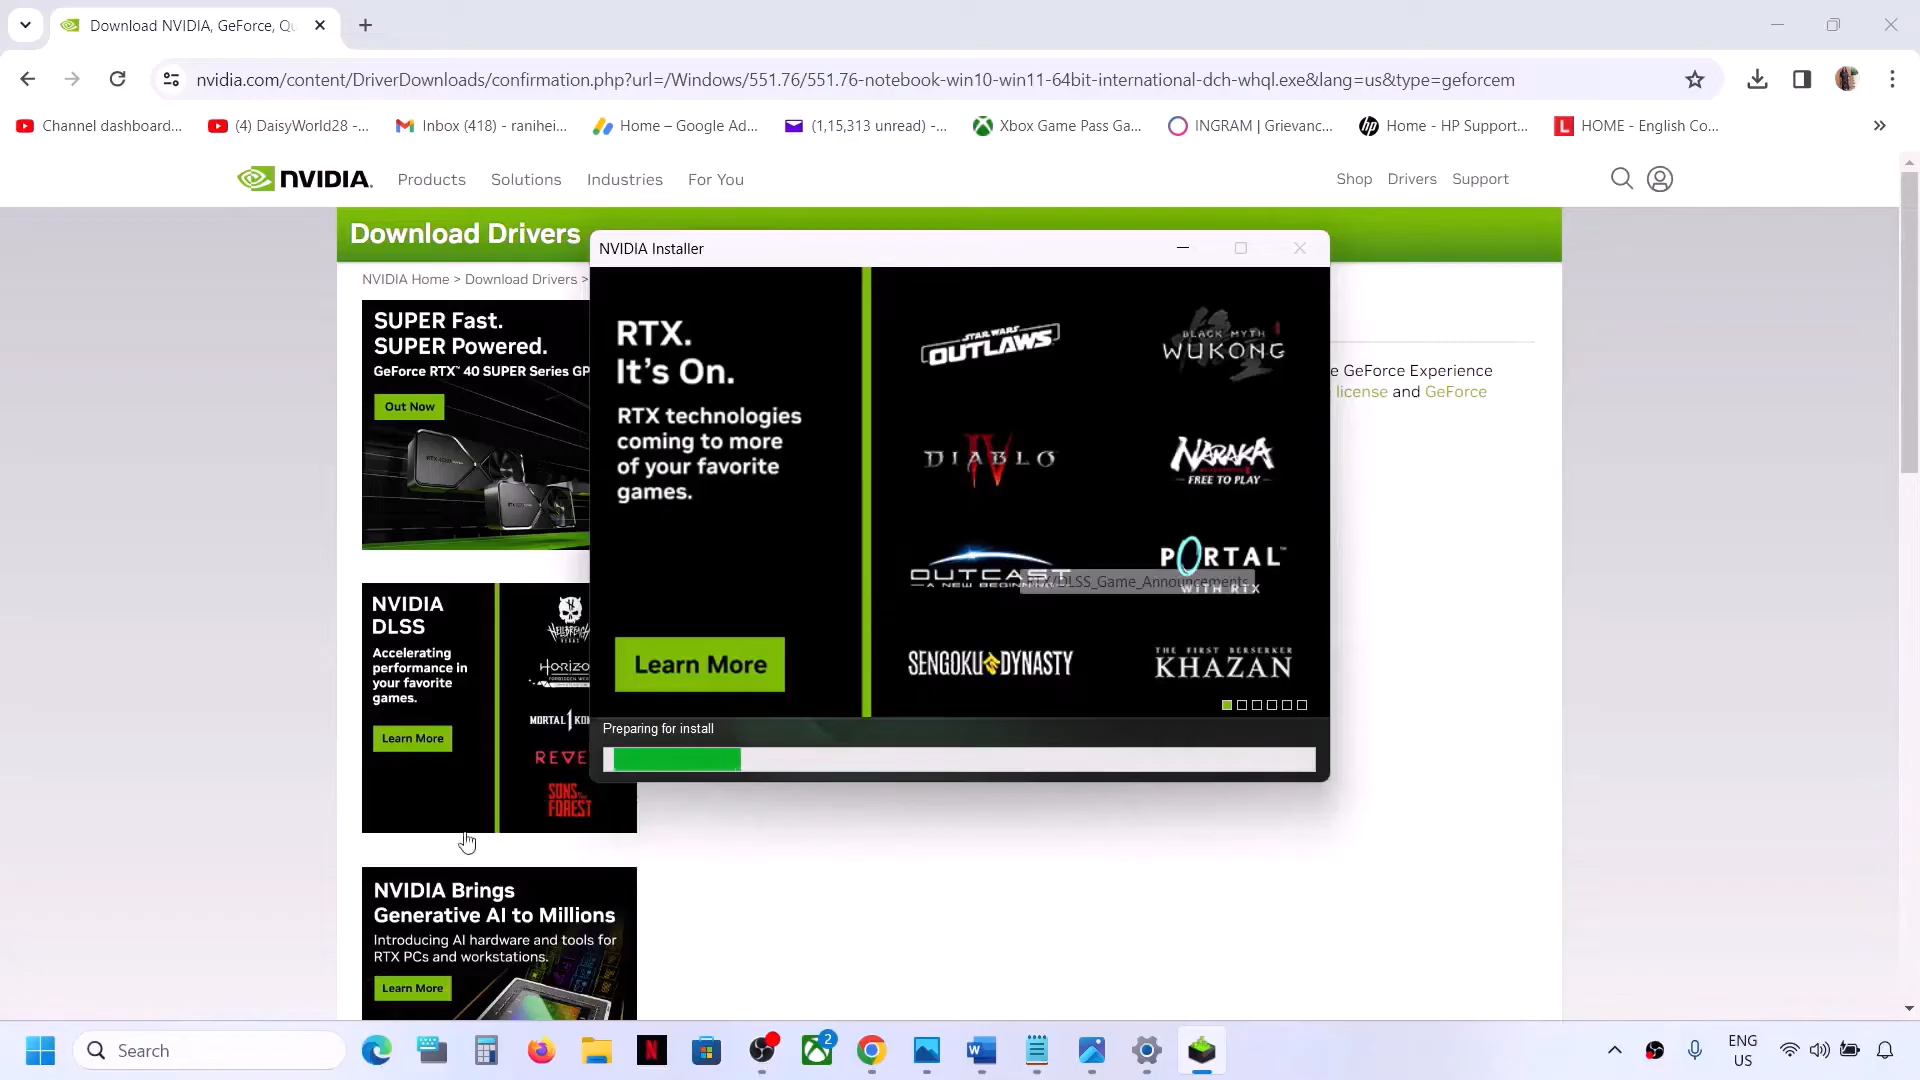 Download NVIDIA, GeForce, Qu
nvidia.com/content/DriverDownloads/confirmation.php?url=/Windows/551.76/551.76-notebook-win10-win11-64bit-international-dch-whql.exe&lang=us&type=geforcem
Channel dashboard...
(4) DaisyWorld28 -...
Inbox (418) - ranihei...
Home – Google Ad...
(1,15,313 unread) -...
Xbox Game Pass Ga...
INGRAM | Grievanc...
Home - HP Support...
HOME - English Co...
NVIDIA.
Products
Solutions
Industries
For You
Shop
Drivers
Support
Download Drivers
NVIDIA Home > Download Drivers >
SUPER Fast.
SUPER Powered.
GeForce RTX™ 40 SUPER Series GP
Out Now
NVIDIA
DLSS
Accelerating
performance in
your favorite
games.
Learn More
HELLBREACH
VEGAS
HORIZO
MORTAL KO
REVE
SONS
FOREST
NVIDIA Brings
Generative AI to Millions
Introducing AI hardware and tools for
RTX PCs and workstations.
Learn More
e GeForce Experience
license and GeForce
NVIDIA Installer
RTX.
It's On.
RTX technologies
coming to more
of your favorite
games.
Learn More
STAR WARS
OUTLAWS
BLACK MYTH
WUKONG
DIABLO
IV
NARAKA
FREE TO PLAY
OUTCAST
A NEW BEGINNING
PORTAL™
WITH RTX
RTX/DLSS_Game_Announcements
SENGOKU DYNASTY
THE FIRST BERSERKER
KHAZAN
Preparing for install
Search
2
ENG
US